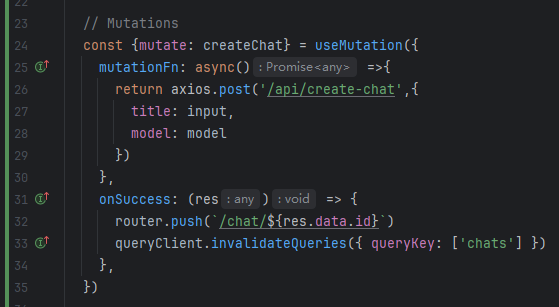 22
23 // Mutations
24 const {mutate: createChat} = useMutation({
25 mutationFn: async() : Promise<any> =>{
26 return axios.post('/api/create-chat',{
27 title: input,
28 model: model
29 })
30 },
31 onSuccess: (res : any ) : void => {
32 router.push(`/chat/${res.data.id}`)
33 queryClient.invalidateQueries({ queryKey: ['chats'] })
34 },
35 })